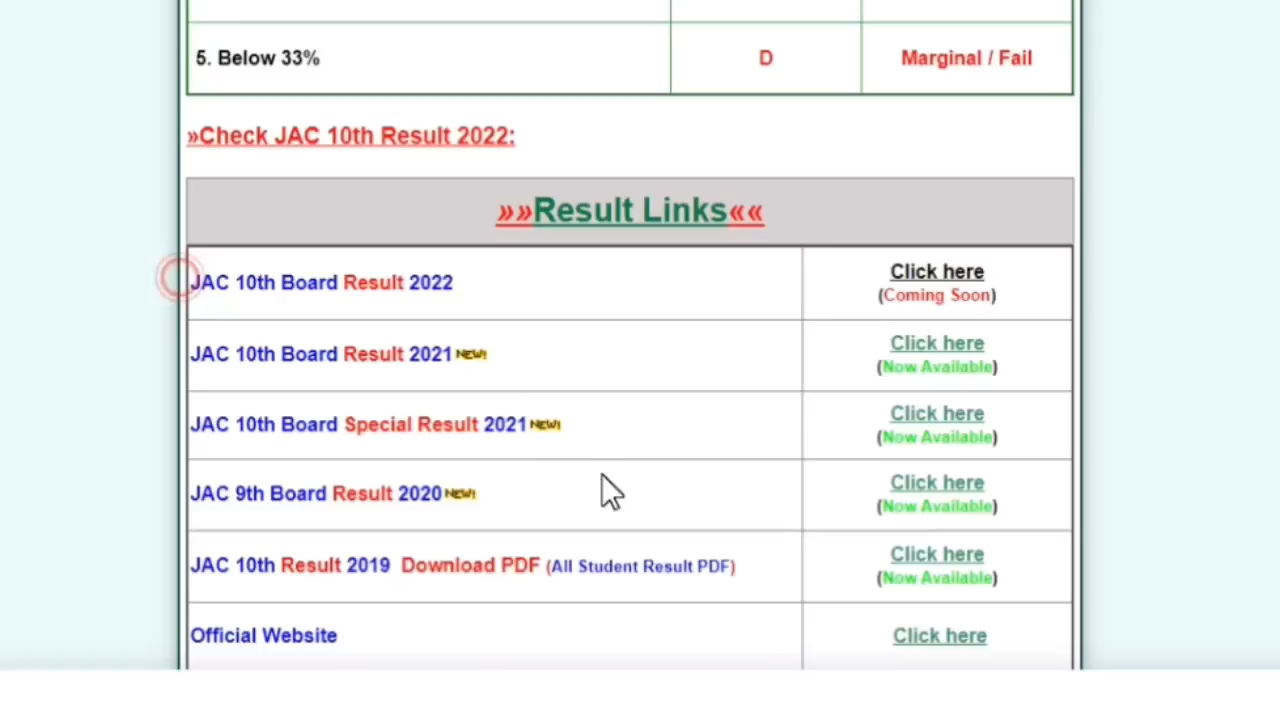 5. Below 33% D Marginal / Fail
»Check JAC 10th Result 2022:
»»Result Links««
JAC 10th Board Result 2022 Click here
(Coming Soon)
JAC 10th Board Result 2021 NEW! Click here
(Now Available)
JAC 10th Board Special Result 2021 NEW! Click here
(Now Available)
JAC 9th Board Result 2020 NEW! Click here
(Now Available)
JAC 10th Result 2019 Download PDF (All Student Result PDF) Click here
(Now Available)
Official Website Click here